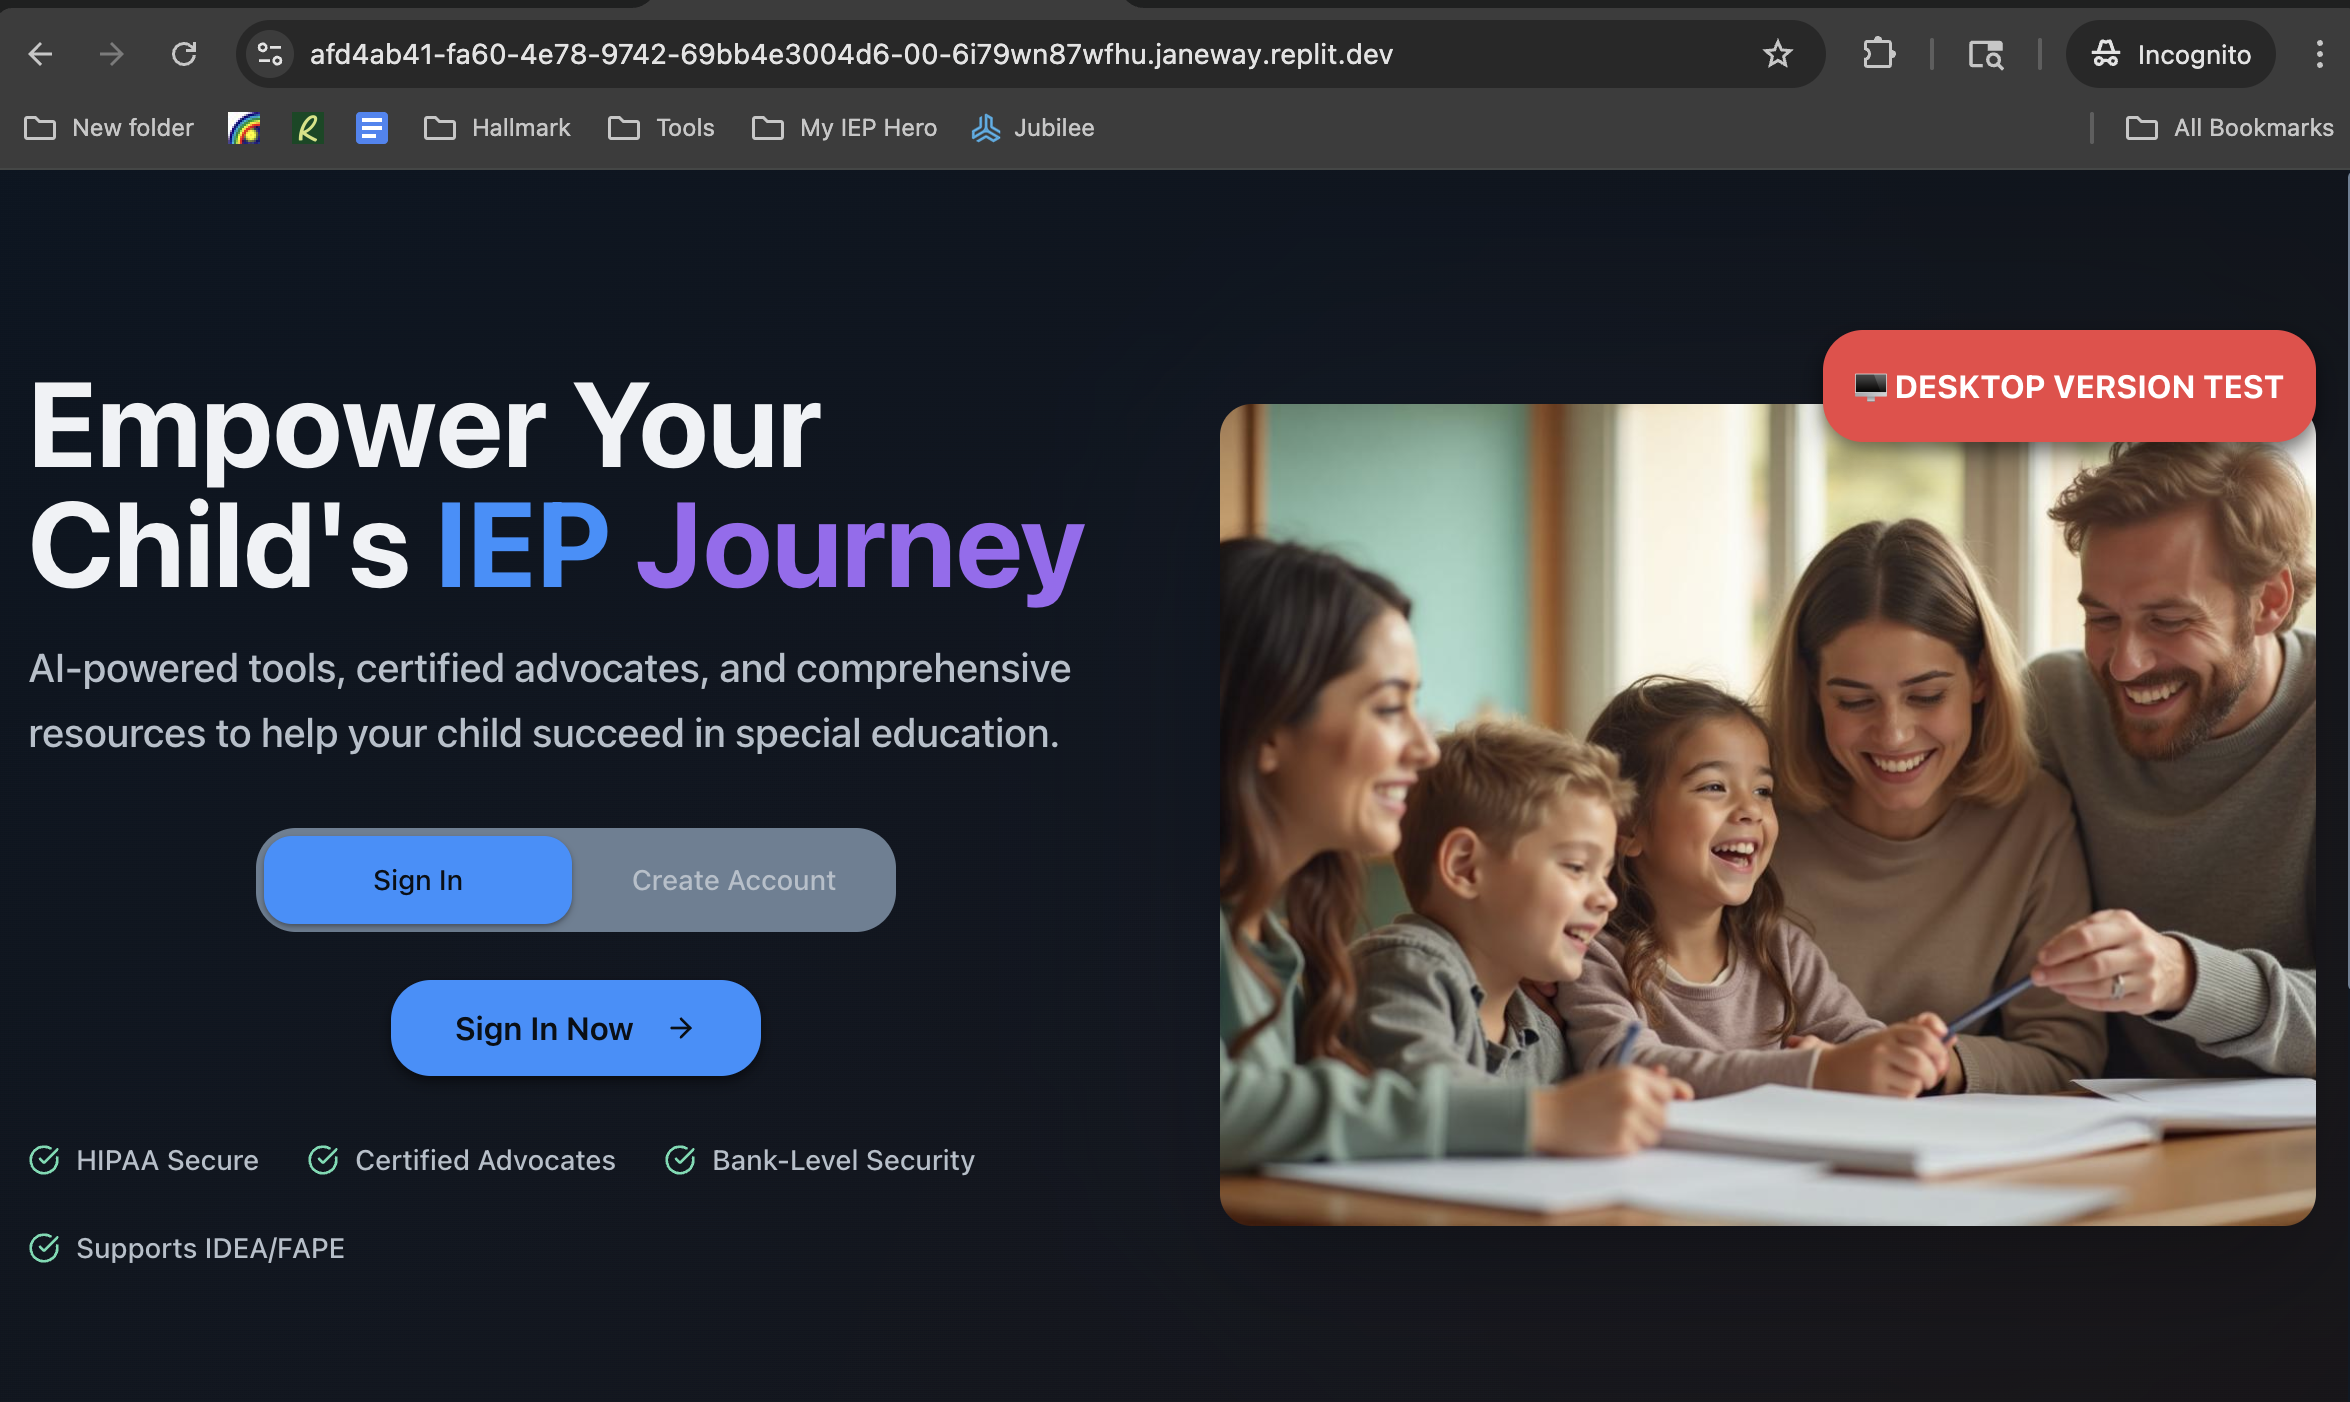 afd4ab41-fa60-4e78-9742-69bb4e3004d6-00-6i79wn87wfhu.janeway.replit.dev
Incognito
New folder
Hallmark
Tools
My IEP Hero
Jubilee
All Bookmarks
DESKTOP VERSION TEST
Empower Your
Child's IEP Journey
AI-powered tools, certified advocates, and comprehensive
resources to help your child succeed in special education.
Sign In
Create Account
Sign In Now
HIPAA Secure
Certified Advocates
Bank-Level Security
Supports IDEA/FAPE